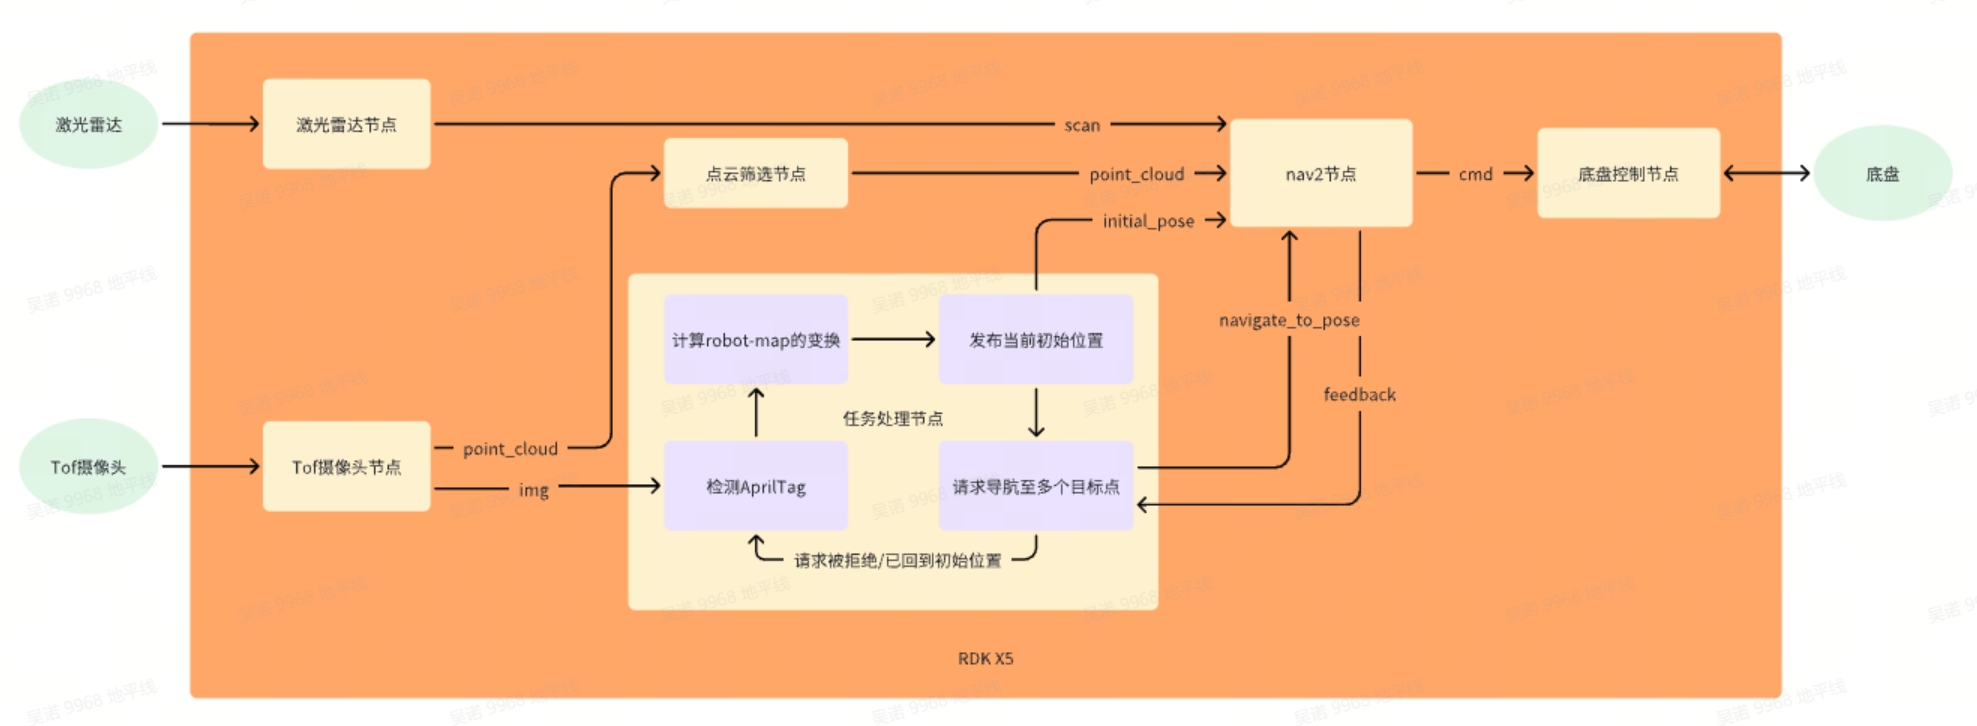 激光雷达
激光雷达节点
scan
点云筛选节点
point_cloud
initial_pose
nav2节点
cmd
底盘控制节点
底盘
计算robot-map的变换
发布当前初始位置
navigate_to_pose
feedback
任务处理节点
Tof摄像头
Tof摄像头节点
point_cloud
img
检测AprilTag
请求导航至多个目标点
请求被拒绝/已回到初始位置
RDK X5
吴诺 9968 地平线